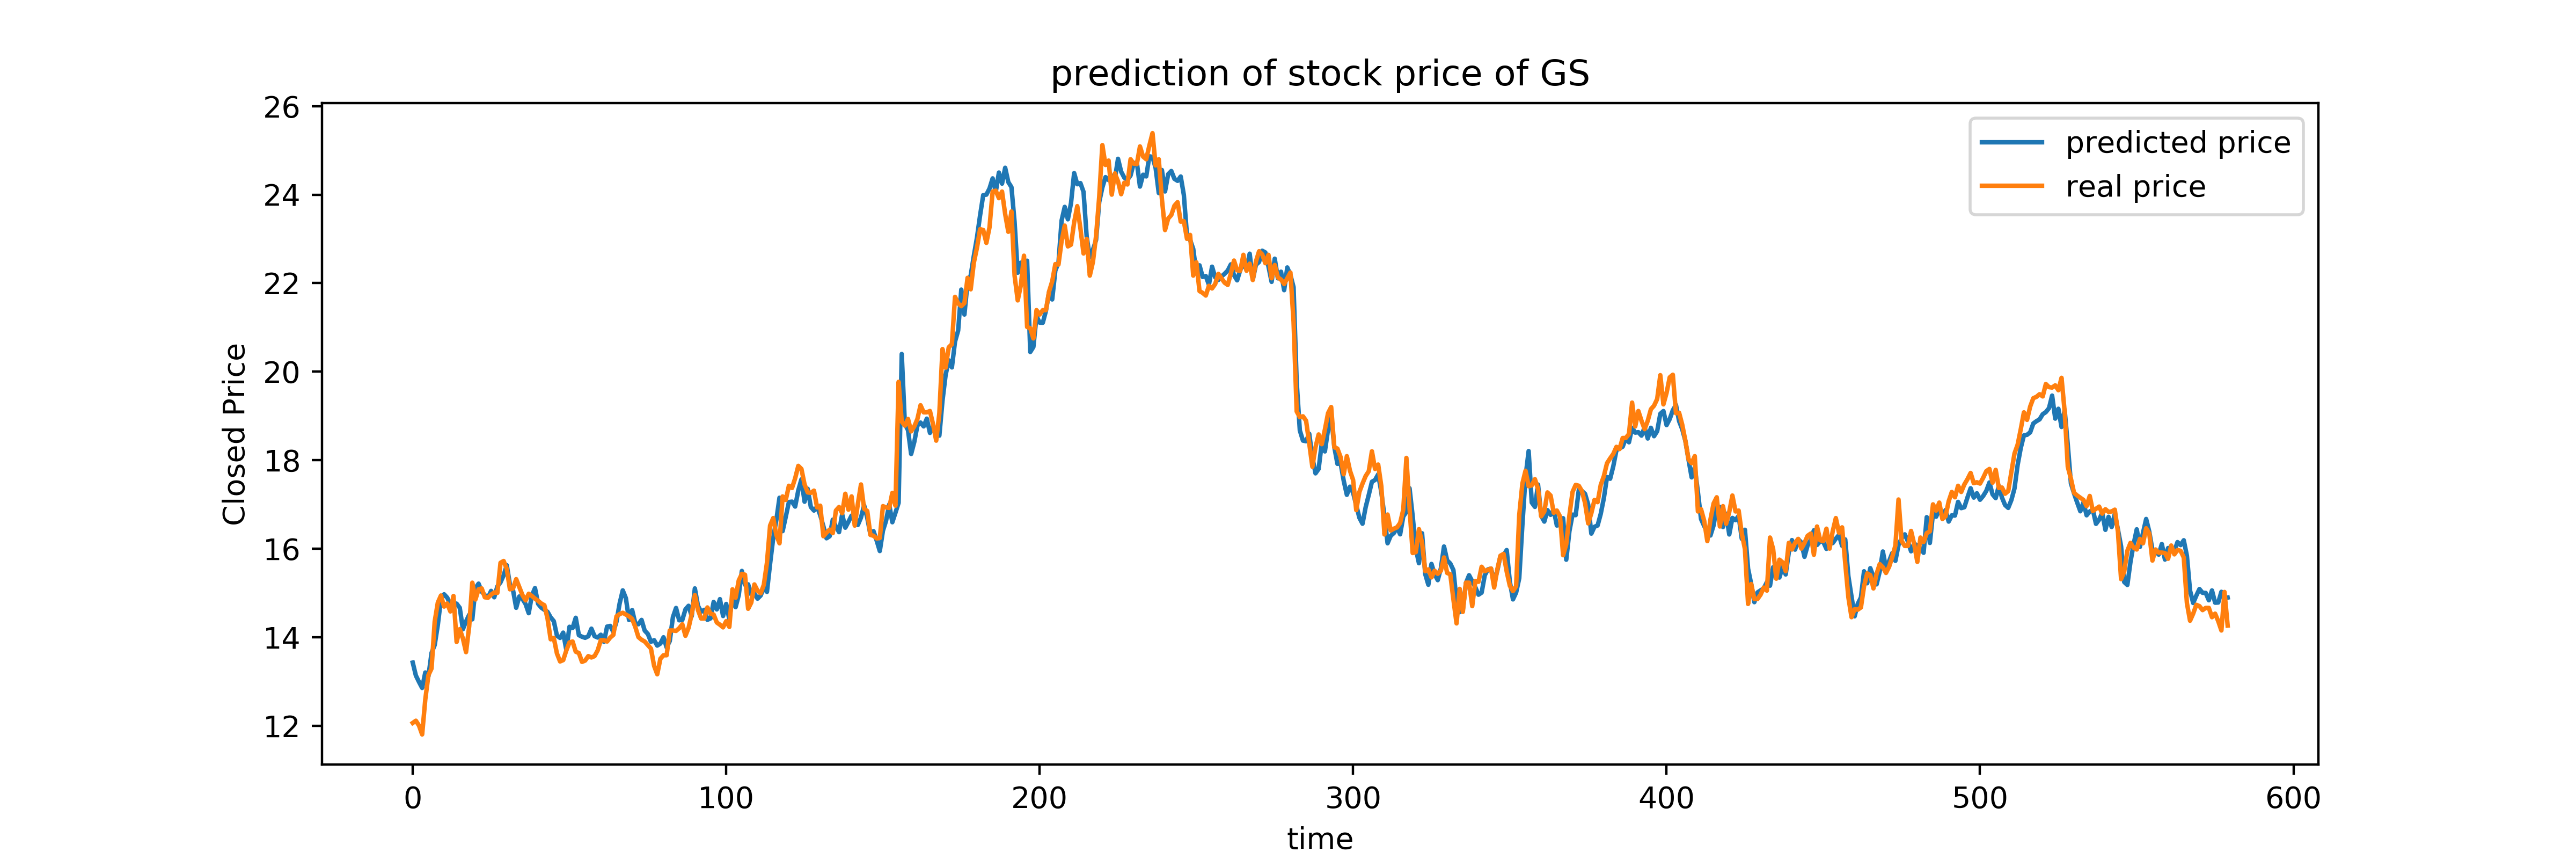 prediction of stock price of GS
predicted price
real price
Closed Price
26
24
22
20
18
16
14
12
0 100 200 300 400 500 600
time